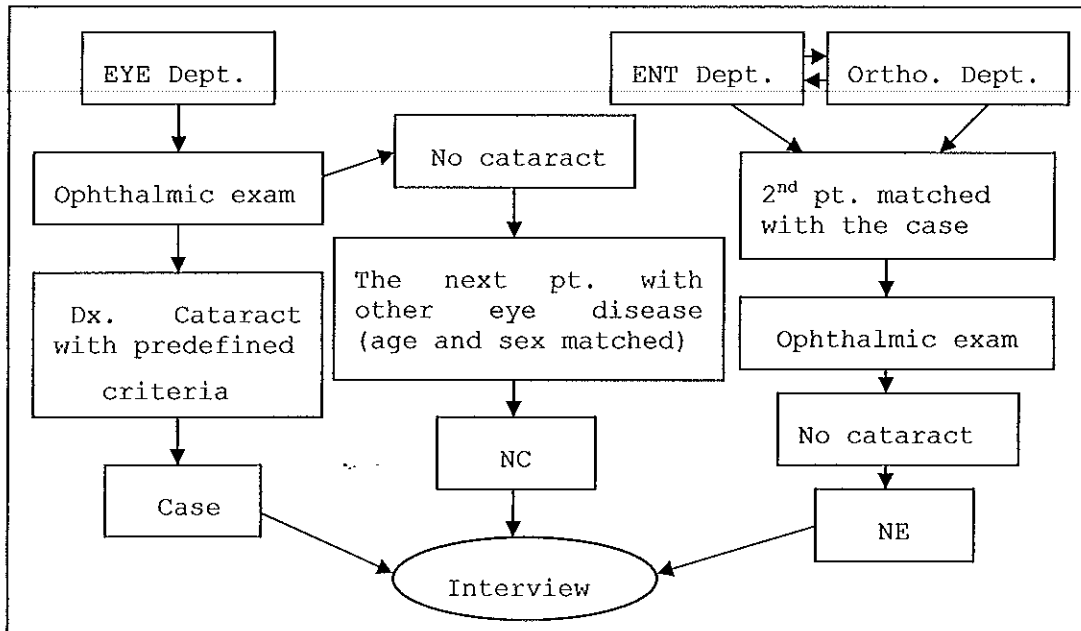 EYE Dept.
ENT Dept.
Ortho. Dept.
Ophthalmic exam
No cataract
2nd pt. matched
with the case
Dx. Cataract
with predefined
criteria
The next pt. with
other eye disease
(age and sex matched)
Ophthalmic exam
No cataract
Case
NC
NE
Interview